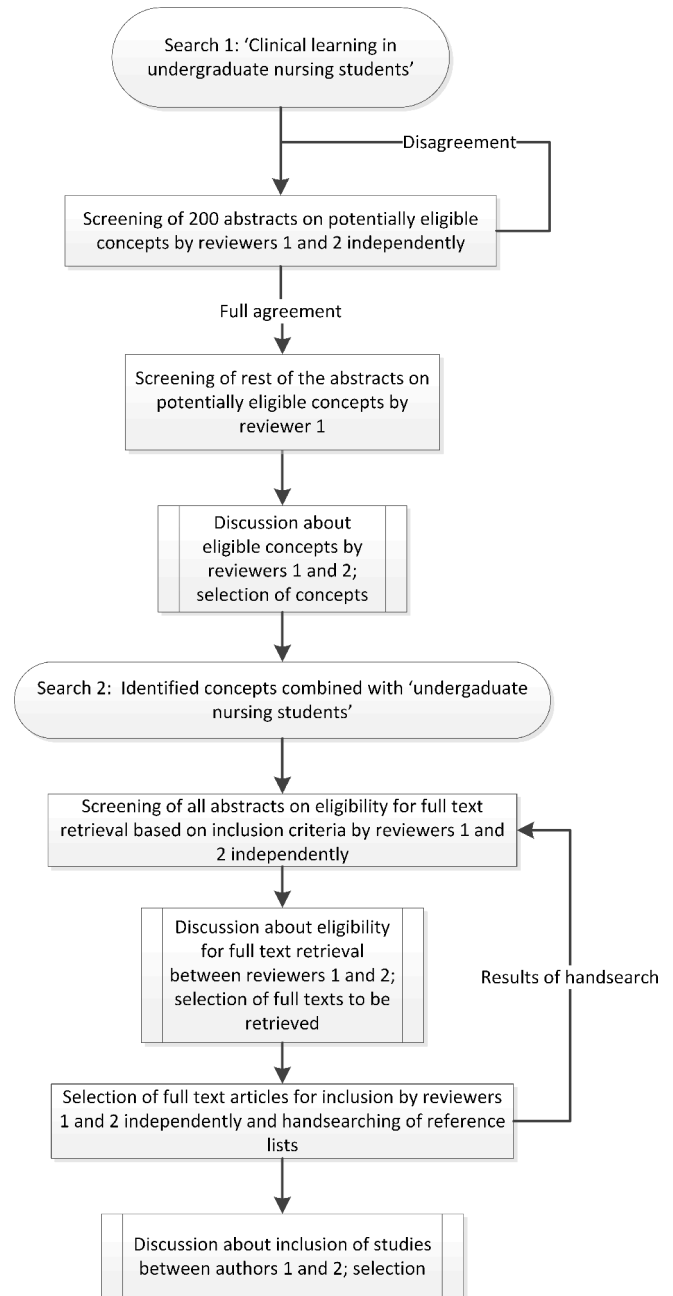 Search 1: ‘Clinical learning in
undergraduate nursing students’
Disagreement
Screening of 200 abstracts on potentially eligible
concepts by reviewers 1 and 2 independently
Full agreement
Screening of rest of the abstracts on
potentially eligible concepts by
reviewer 1
Discussion about
eligible concepts by
reviewers 1 and 2;
selection of concepts
Search 2:  Identified concepts combined with ‘undergaduate
nursing students’
Screening of all abstracts on eligibility for full text
retrieval based on inclusion criteria by reviewers 1 and
2 independently
Discussion about eligibility
for full text retrieval
between reviewers 1 and 2;
selection of full texts to be
retrieved
Results of handsearch
Selection of full text articles for inclusion by reviewers
1 and 2 independently and handsearching of reference
lists
Discussion about inclusion of studies
between authors 1 and 2; selection